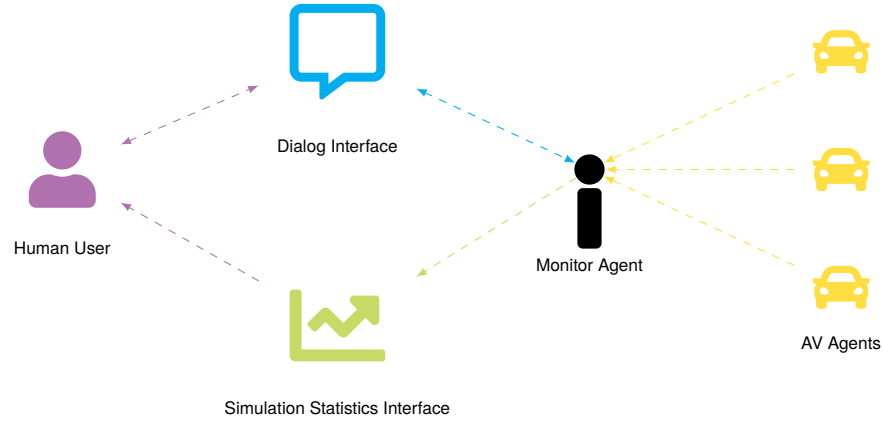 Dialog Interface
Human User
Monitor Agent
AV Agents
Simulation Statistics Interface